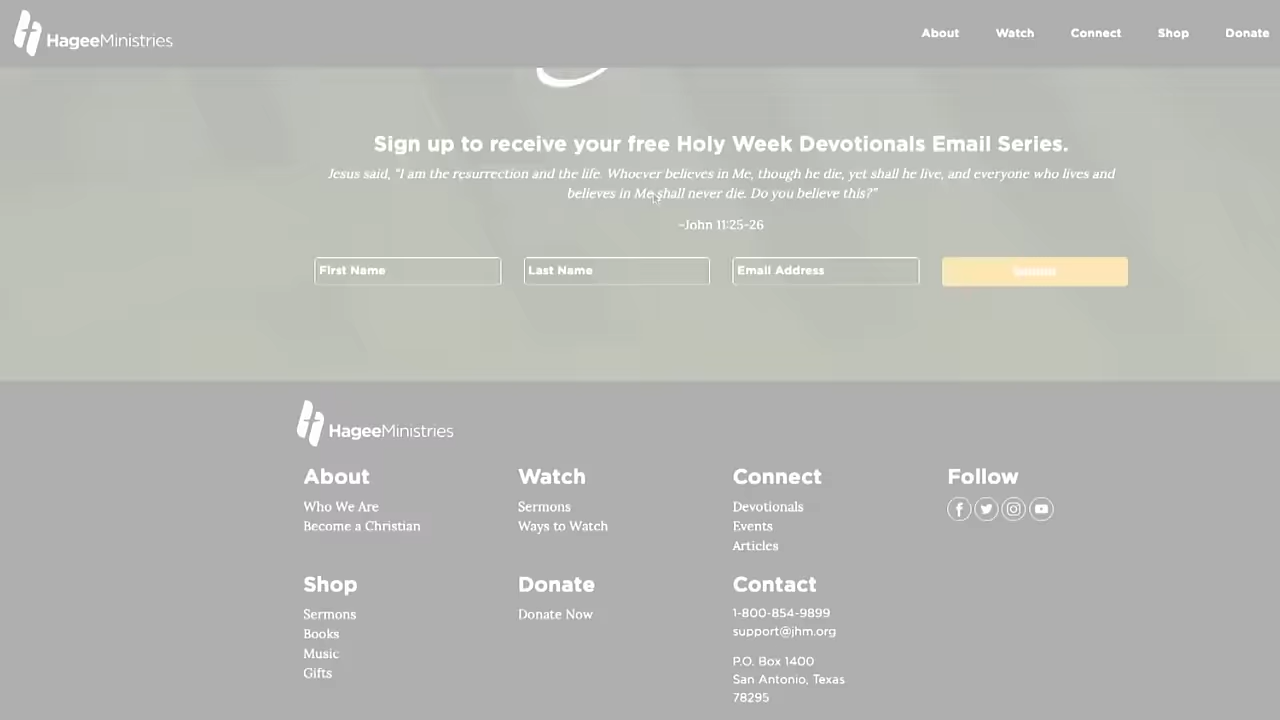 HageeMinistries
About Watch Connect Shop Donate
Sign up to receive your free Holy Week Devotionals Email Series.
Jesus said, "I am the resurrection and the life. Whoever believes in Me, though he die, yet shall he live, and everyone who lives and
believes in Me shall never die. Do you believe this?"
–John 11:25-26
First Name Last Name Email Address Submit
HageeMinistries
About Watch Connect Follow
Who We Are Sermons Devotionals
Become a Christian Ways to Watch Events
Articles
Shop Donate Contact
Sermons Donate Now 1-800-854-9899
Books support@jhm.org
Music P.O. Box 1400
Gifts San Antonio, Texas
78295